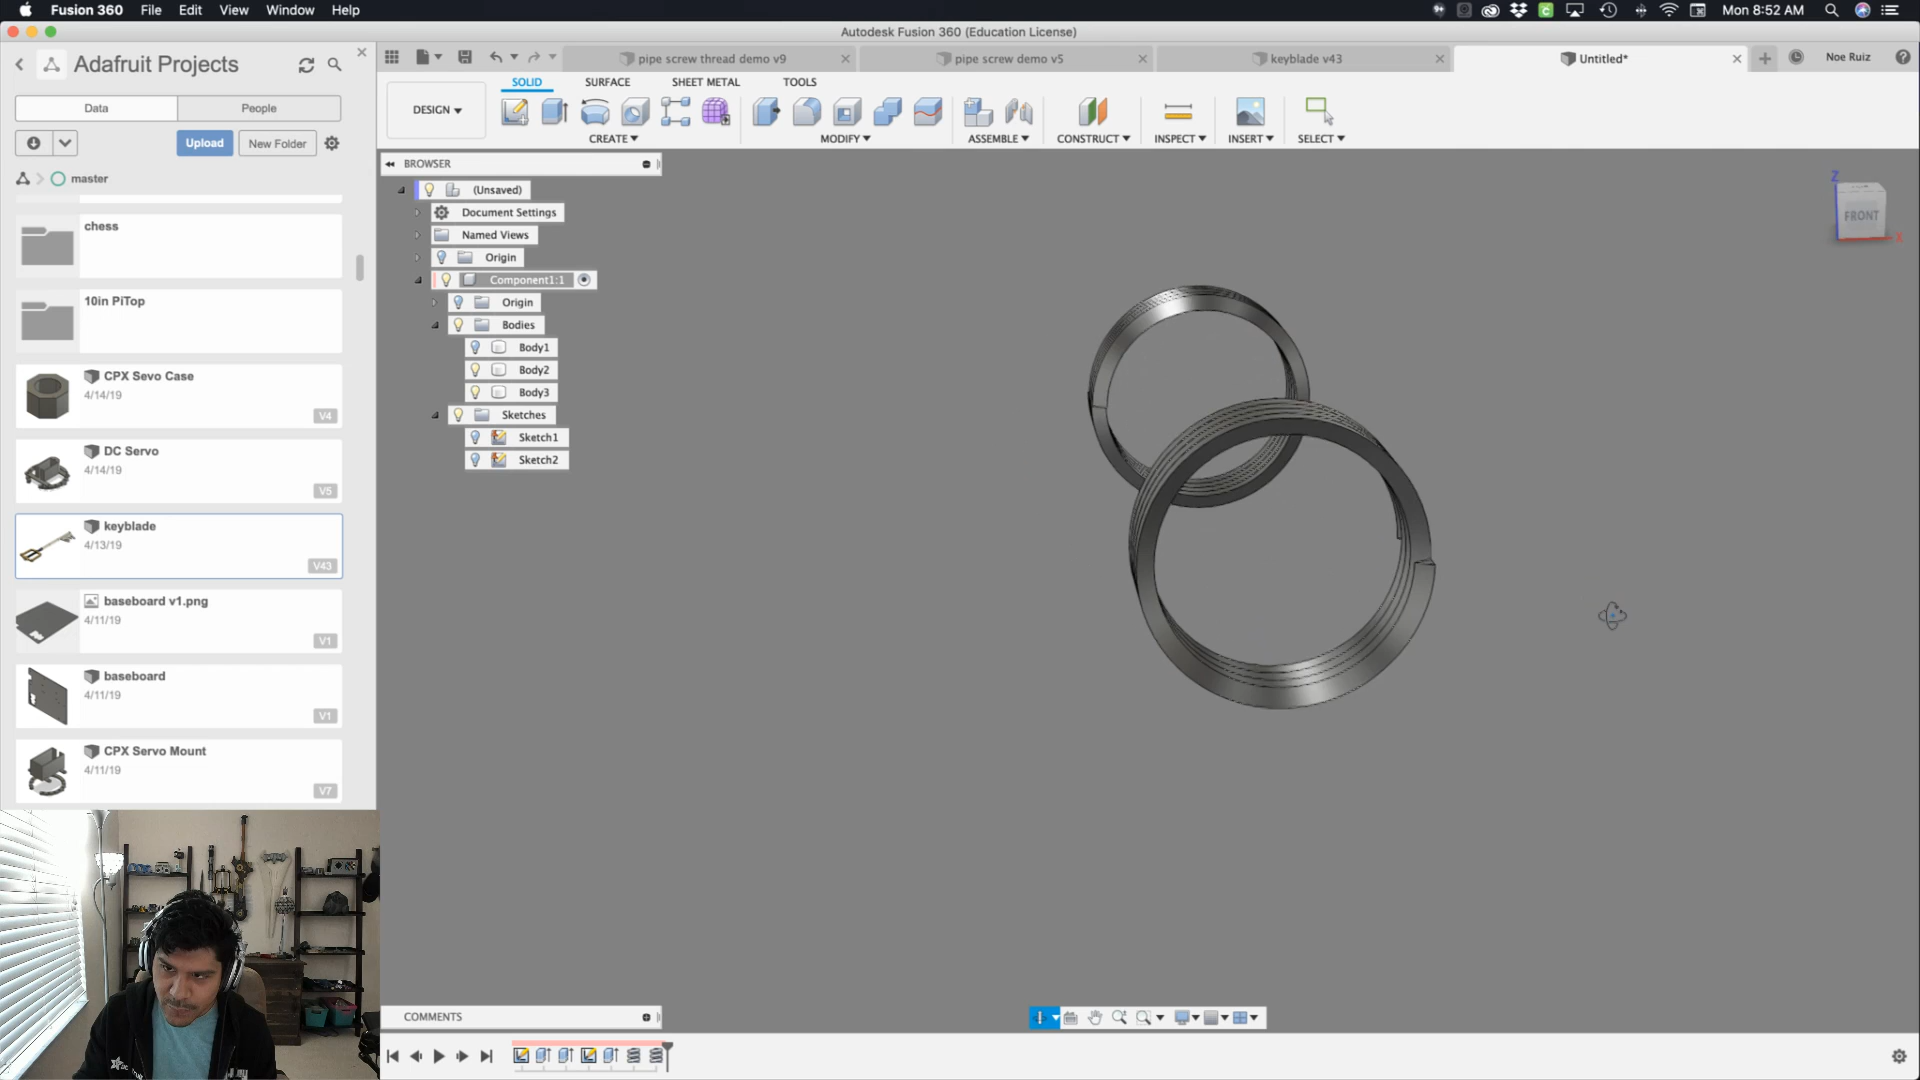 Fusion 360 File Edit View Window Help
Mon 8:52 AM
Autodesk Fusion 360 (Education License)
Adafruit Projects
Data People
Upload New Folder
master
chess
10in PiTop
CPX Sevo Case
4/14/19
V4
DC Servo
4/14/19
V5
keyblade
4/13/19
V43
baseboard v1.png
4/11/19
V1
baseboard
4/11/19
V1
CPX Servo Mount
4/11/19
V7
pipe screw thread demo v9 pipe screw demo v5 keyblade v43 Untitled* Noe Ruiz
SOLID SURFACE SHEET METAL TOOLS
DESIGN
CREATE MODIFY ASSEMBLE CONSTRUCT INSPECT INSERT SELECT
BROWSER
(Unsaved)
Document Settings
Named Views
Origin
Component1:1
Origin
Bodies
Body1
Body2
Body3
Sketches
Sketch1
Sketch2
Z
FRONT
X
COMMENTS